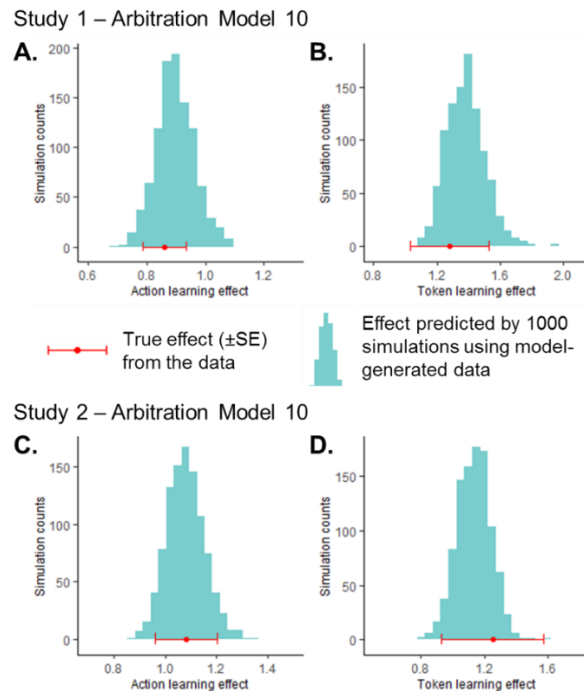 Study 1 – Arbitration Model 10
A.
B.
Simulation counts
200
150
100
50
0
0.6 0.8 1.0 1.2
Action learning effect
Simulation counts
150
100
50
0
0.8 1.2 1.6 2.0
Token learning effect
True effect (±SE)
from the data
Effect predicted by 1000
simulations using model-
generated data
Study 2 – Arbitration Model 10
C.
D.
Simulation counts
150
100
50
0
0.8 1.0 1.2 1.4
Action learning effect
Simulation counts
150
100
50
0
0.8 1.2 1.6
Token learning effect